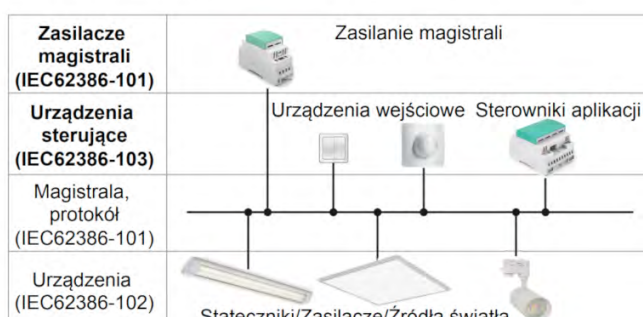 Zasilacze
magistrali
(IEC62386-101)
Zasilanie magistrali
Urządzenia
sterujące
(IEC62386-103)
Urządzenia wejściowe Sterowniki aplikacji
Magistrala,
protokół
(IEC62386-101)
Urządzenia
(IEC62386-102)
Stateczniki/Zasilacze/Źródła światła